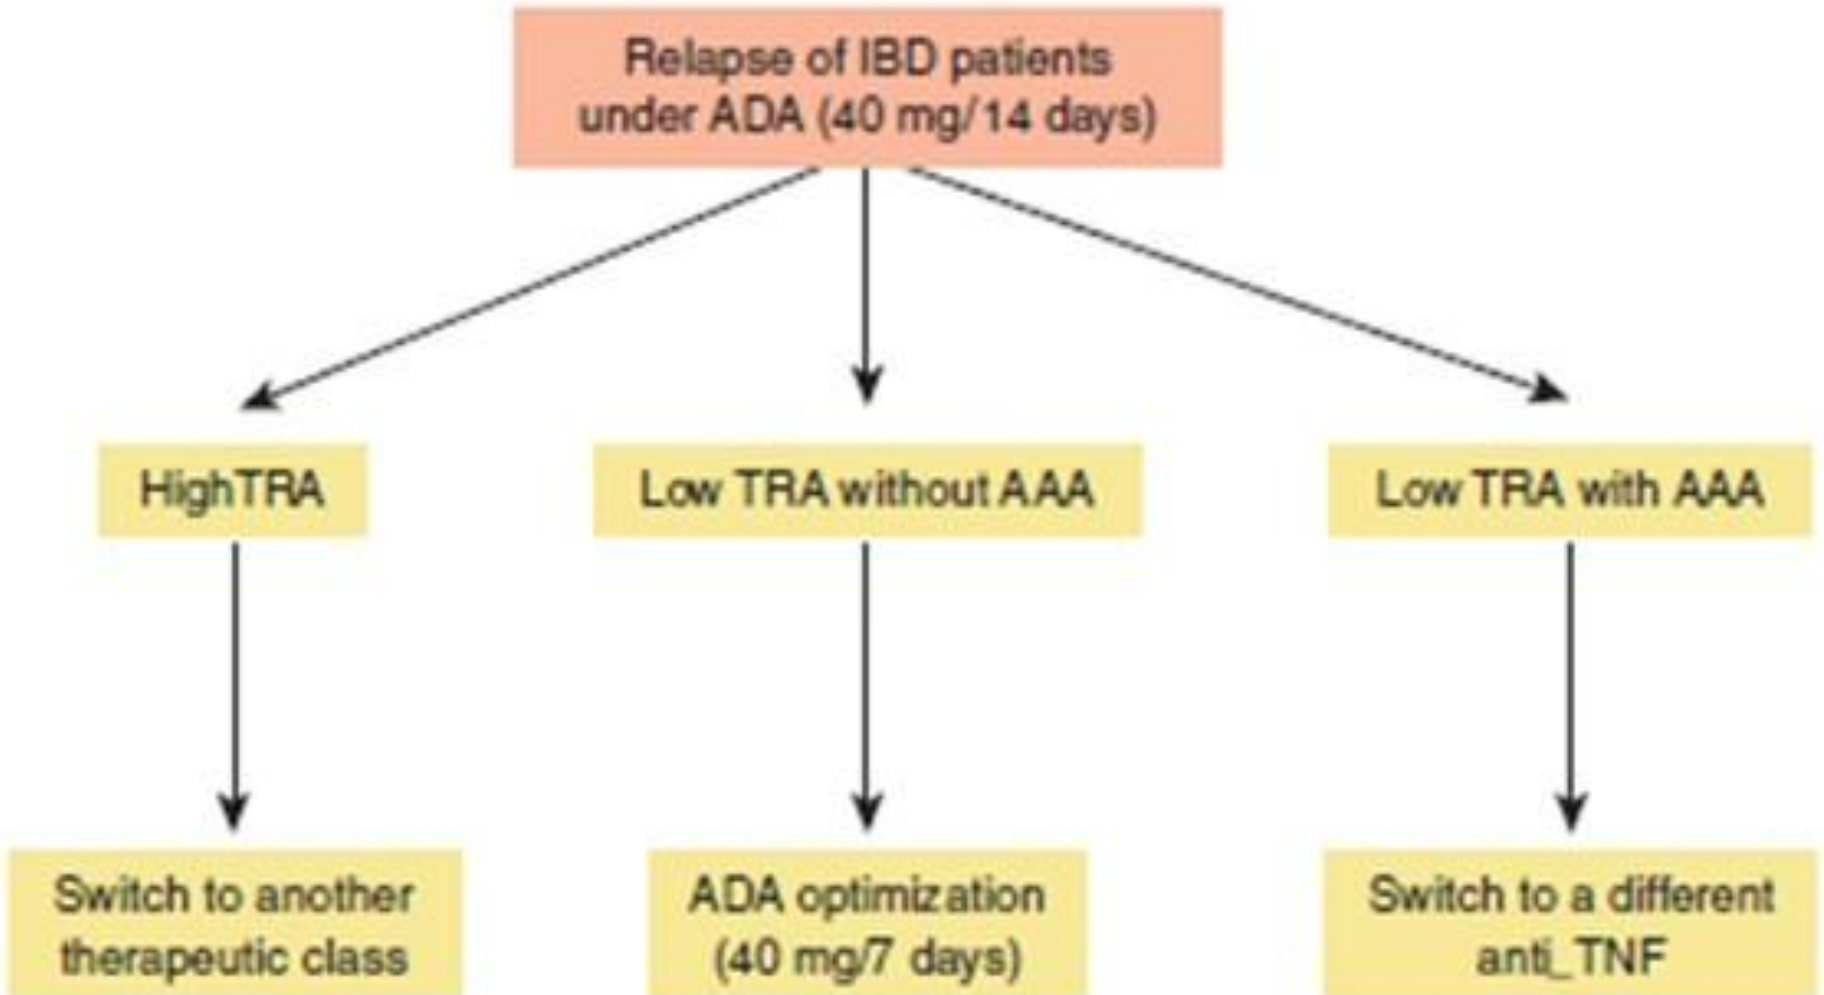 Relapse of IBD patients
under ADA (40 mg/14 days)
HighTRA
Low TRA without AAA
Low TRA with AAA
Switch to another
therapeutic class
ADA optimization
(40 mg/7 days)
Switch to a different
anti_TNF